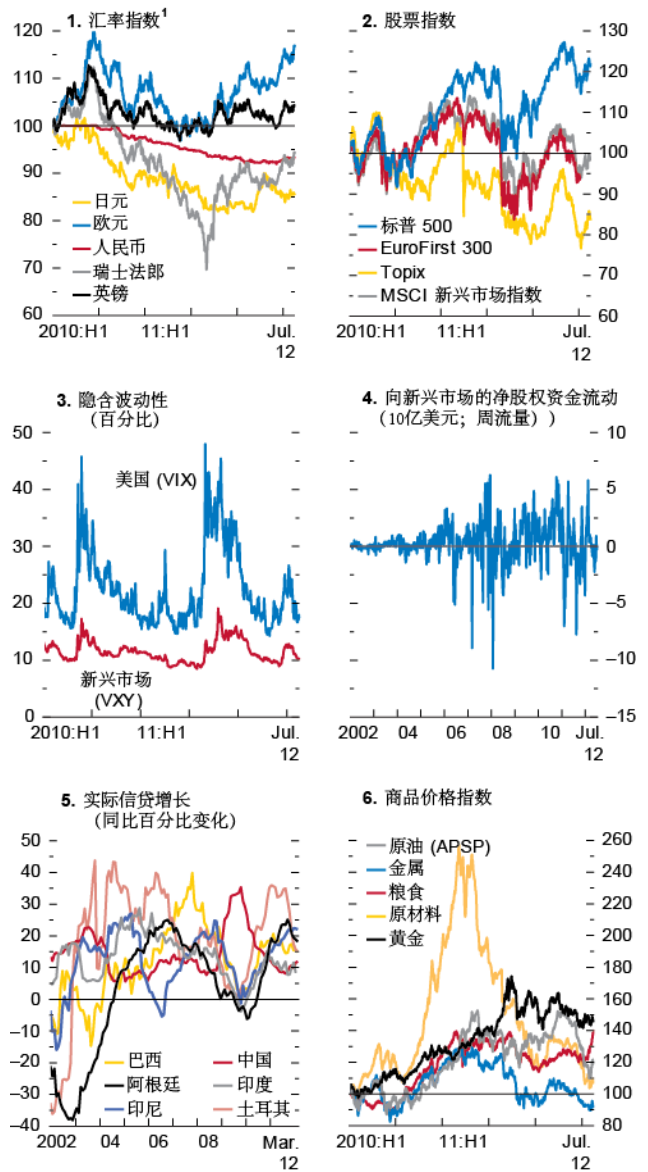 1. 汇率指数1
120
110
100
90
80
70
60
日元
欧元
人民币
瑞士法郎
英镑
2010:H1
11:H1
Jul.
12
2. 股票指数
130
120
110
100
90
80
70
60
标普 500
EuroFirst 300
Topix
MSCI 新兴市场指数
2010:H1
11:H1
Jul.
12
3. 隐含波动性
(百分比)
50
40
30
20
10
0
美国 (VIX)
新兴市场
(VXY)
2010:H1
11:H1
Jul.
12
4. 向新兴市场的净股权资金流动
(10亿美元;周流量))
10
5
0
–5
–10
–15
2002
04
06
08
10
Jul.
12
5. 实际信贷增长
(同比百分比变化)
50
40
30
20
10
0
–10
–20
–30
–40
巴西
中国
阿根廷
印度
印尼
土耳其
2002
04
06
08
Mar.
12
6. 商品价格指数
260
240
220
200
180
160
140
120
100
80
原油 (APSP)
金属
粮食
原材料
黄金
2010:H1
11:H1
Jul.
12